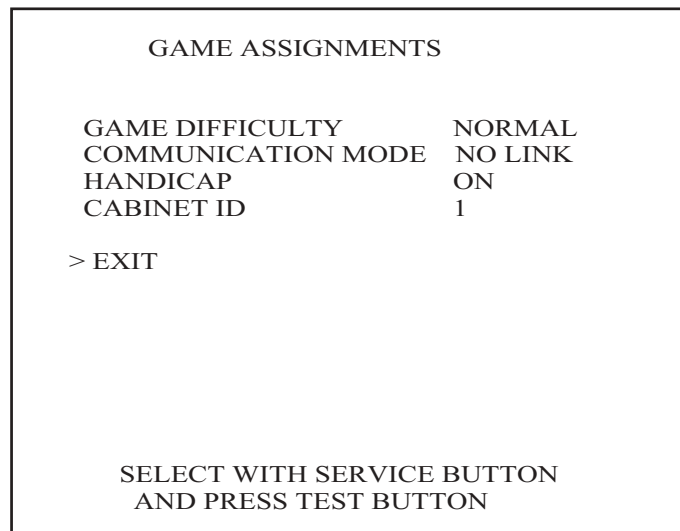 GAME ASSIGNMENTS
GAME DIFFICULTY NORMAL
COMMUNICATION MODE NO LINK
HANDICAP ON
CABINET ID 1
> EXIT
SELECT WITH SERVICE BUTTON
AND PRESS TEST BUTTON